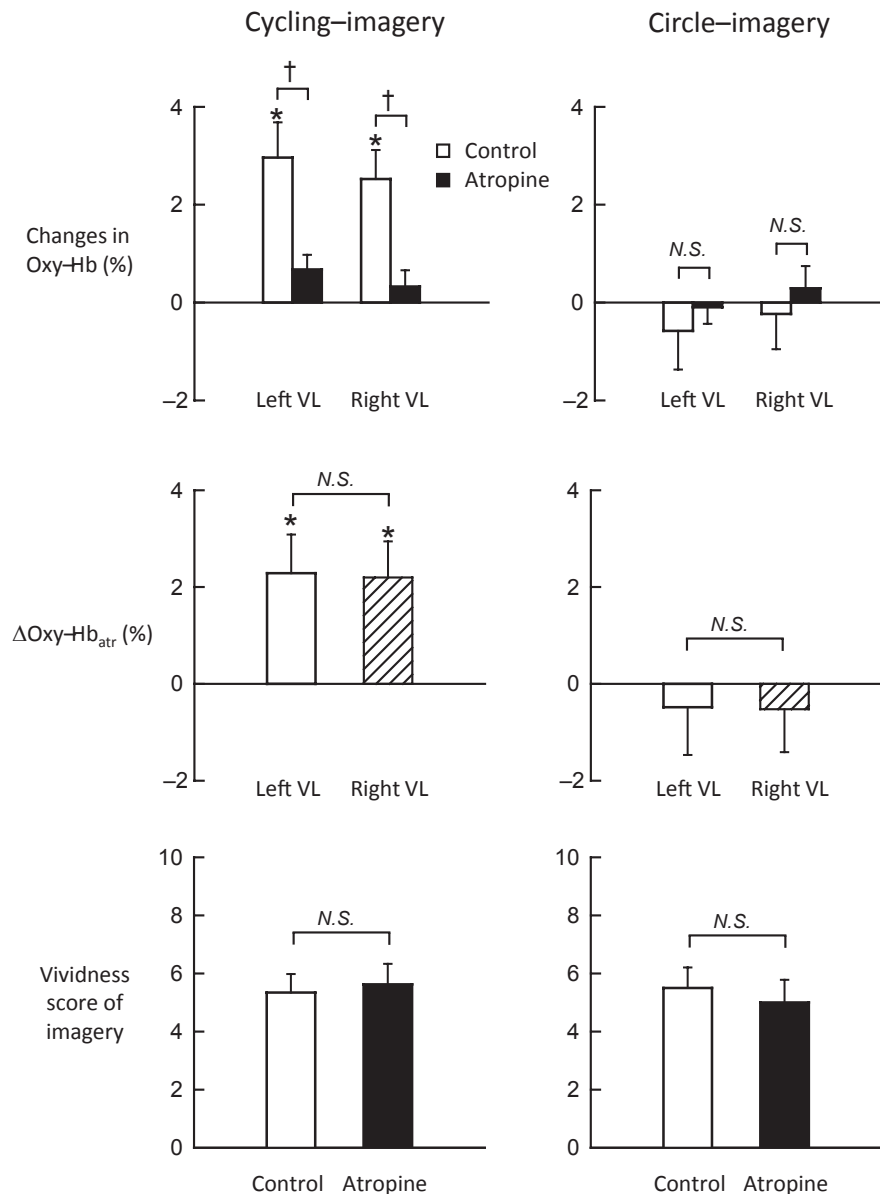 Cycling–imagery
Circle–imagery
Changes in
Oxy–Hb (%)
4
2
0
–2
†
†
*
*
Control
Atropine
Left VL
Right VL
4
2
0
–2
N.S.
N.S.
Left VL
Right VL
ΔOxy–Hbatr (%)
4
2
0
–2
N.S.
*
*
Left VL
Right VL
4
2
0
–2
N.S.
Left VL
Right VL
Vividness
score of
imagery
10
8
6
4
2
0
N.S.
Control
Atropine
10
8
6
4
2
0
N.S.
Control
Atropine